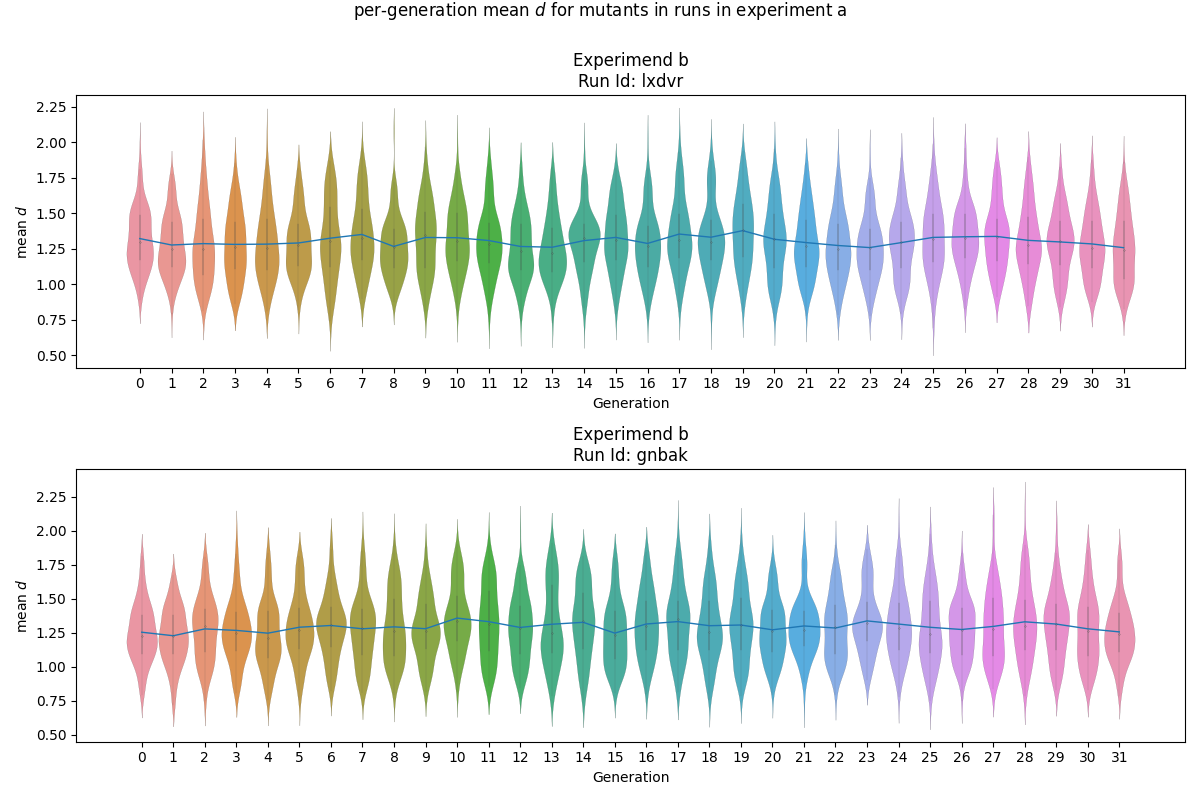 per-generation mean d for mutants in runs in experiment a
Experimend b
Run Id: lxdvr
2.25
2.00
1.75
1.50
1.25
1.00
0.75
0.50
mean d
0 1 2 3 4 5 6 7 8 9 10 11 12 13 14 15 16 17 18 19 20 21 22 23 24 25 26 27 28 29 30 31
Generation
Experimend b
Run Id: gnbak
2.25
2.00
1.75
1.50
1.25
1.00
0.75
0.50
mean d
0 1 2 3 4 5 6 7 8 9 10 11 12 13 14 15 16 17 18 19 20 21 22 23 24 25 26 27 28 29 30 31
Generation